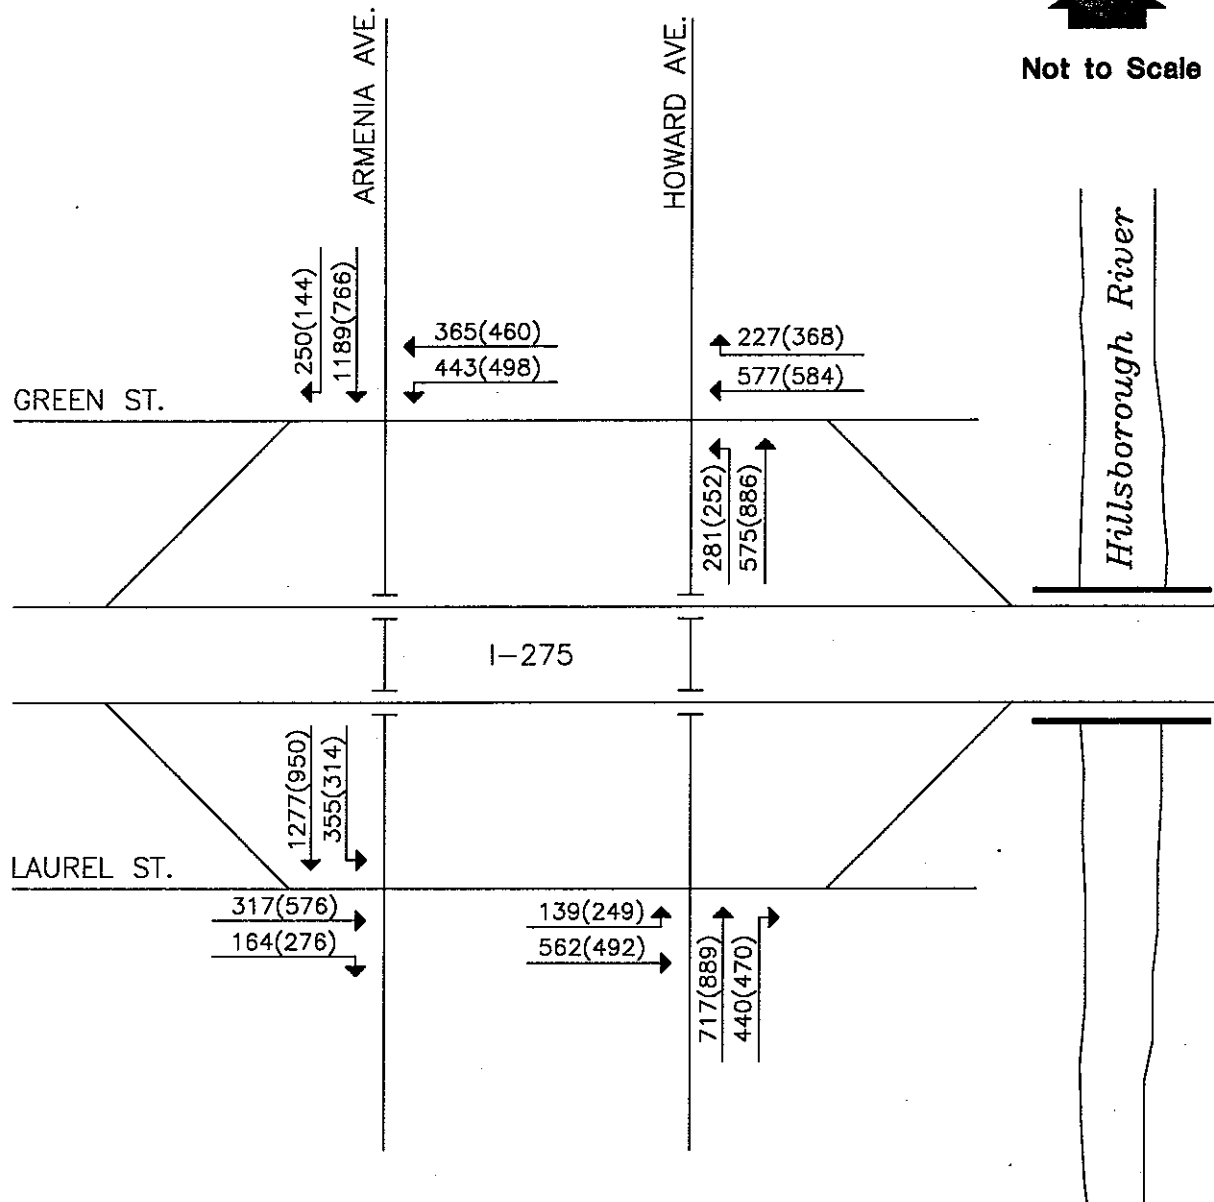 Not to Scale
ARMENIA AVE.
HOWARD AVE.
Hillsborough River
250(144)
1189(766)
365(460)
443(498)
227(368)
577(584)
GREEN ST.
281(252)
575(886)
I-275
1277(950)
355(314)
LAUREL ST.
317(576)
164(276)
139(249)
562(492)
717(889)
440(470)